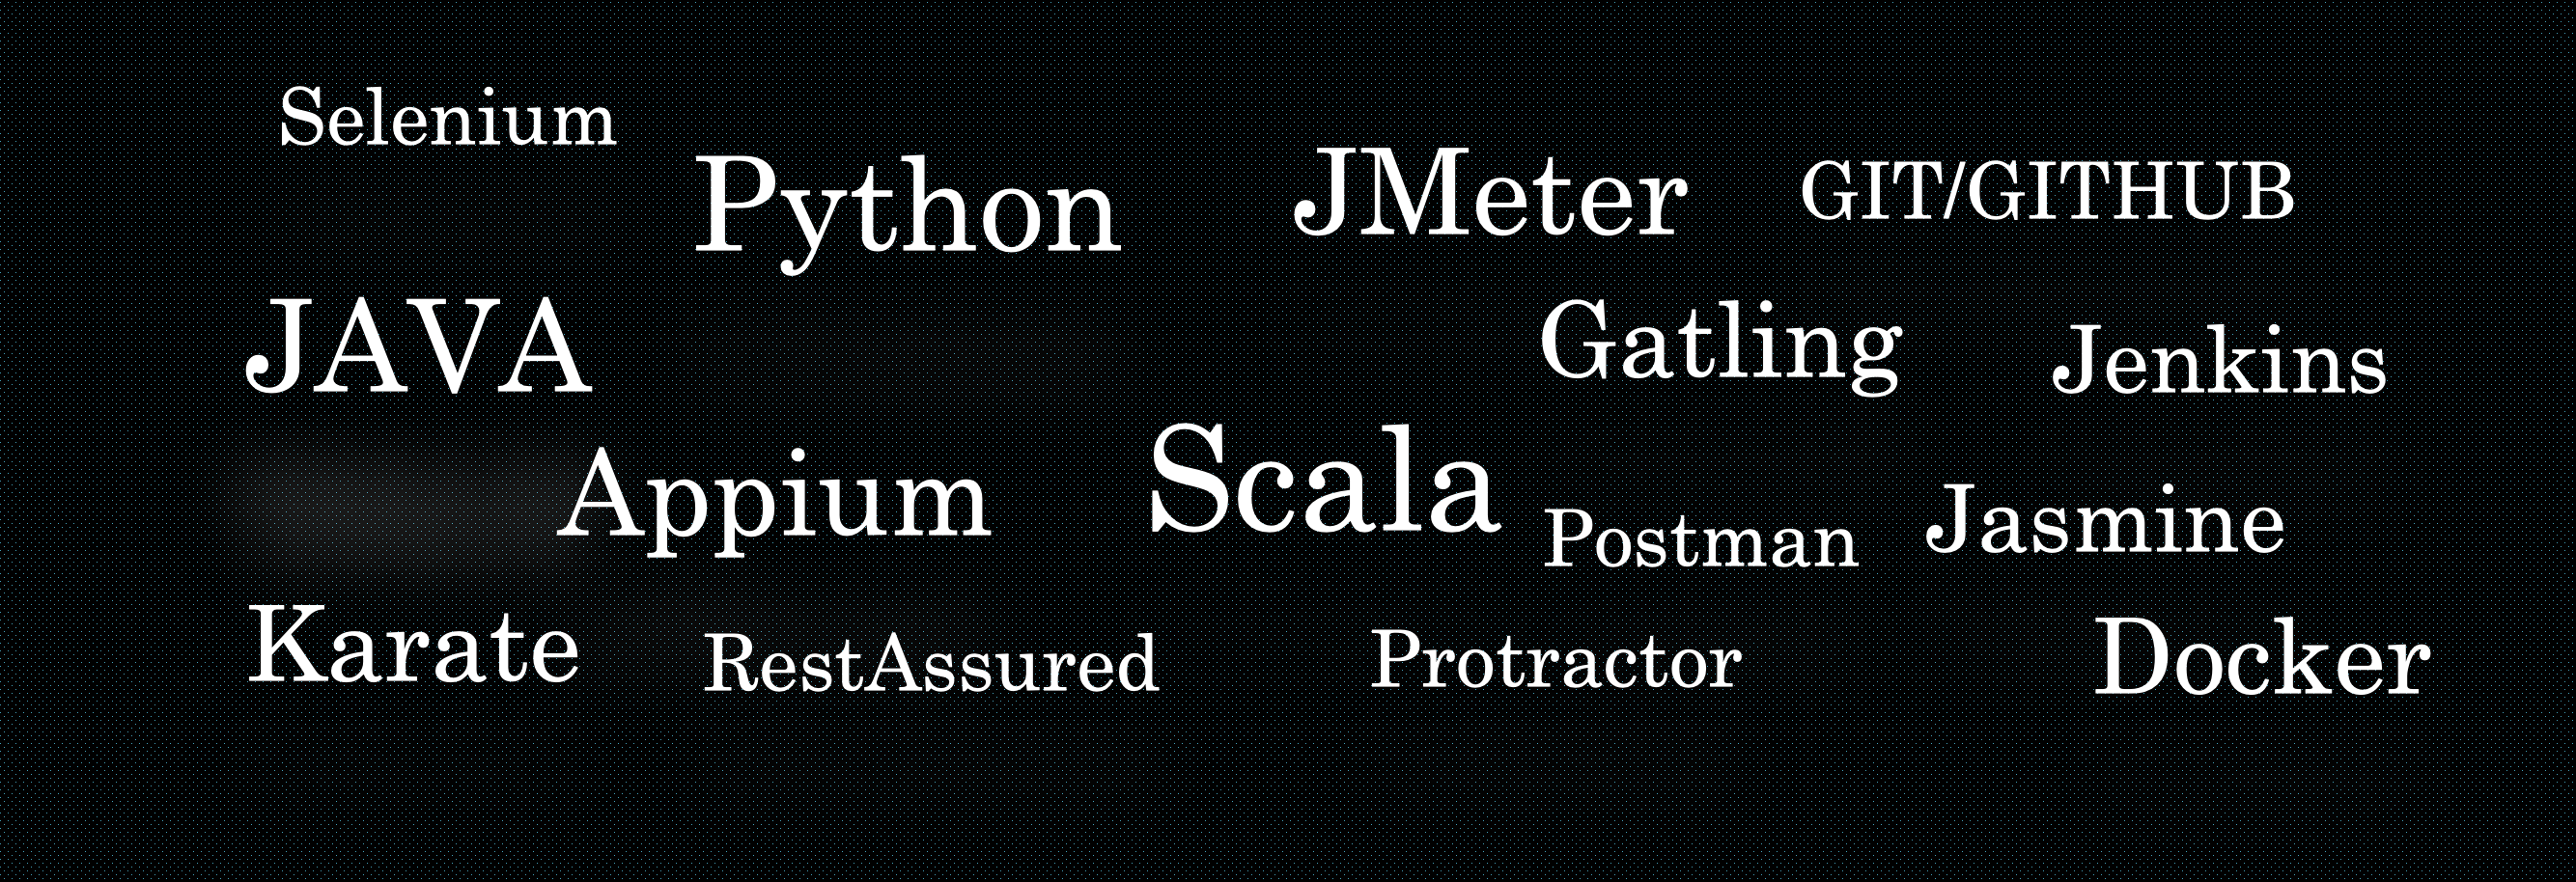 Selenium
Python
JMeter
GIT/GITHUB
JAVA
Gatling
Jenkins
Appium
Scala
Postman
Jasmine
Karate
RestAssured
Protractor
Docker